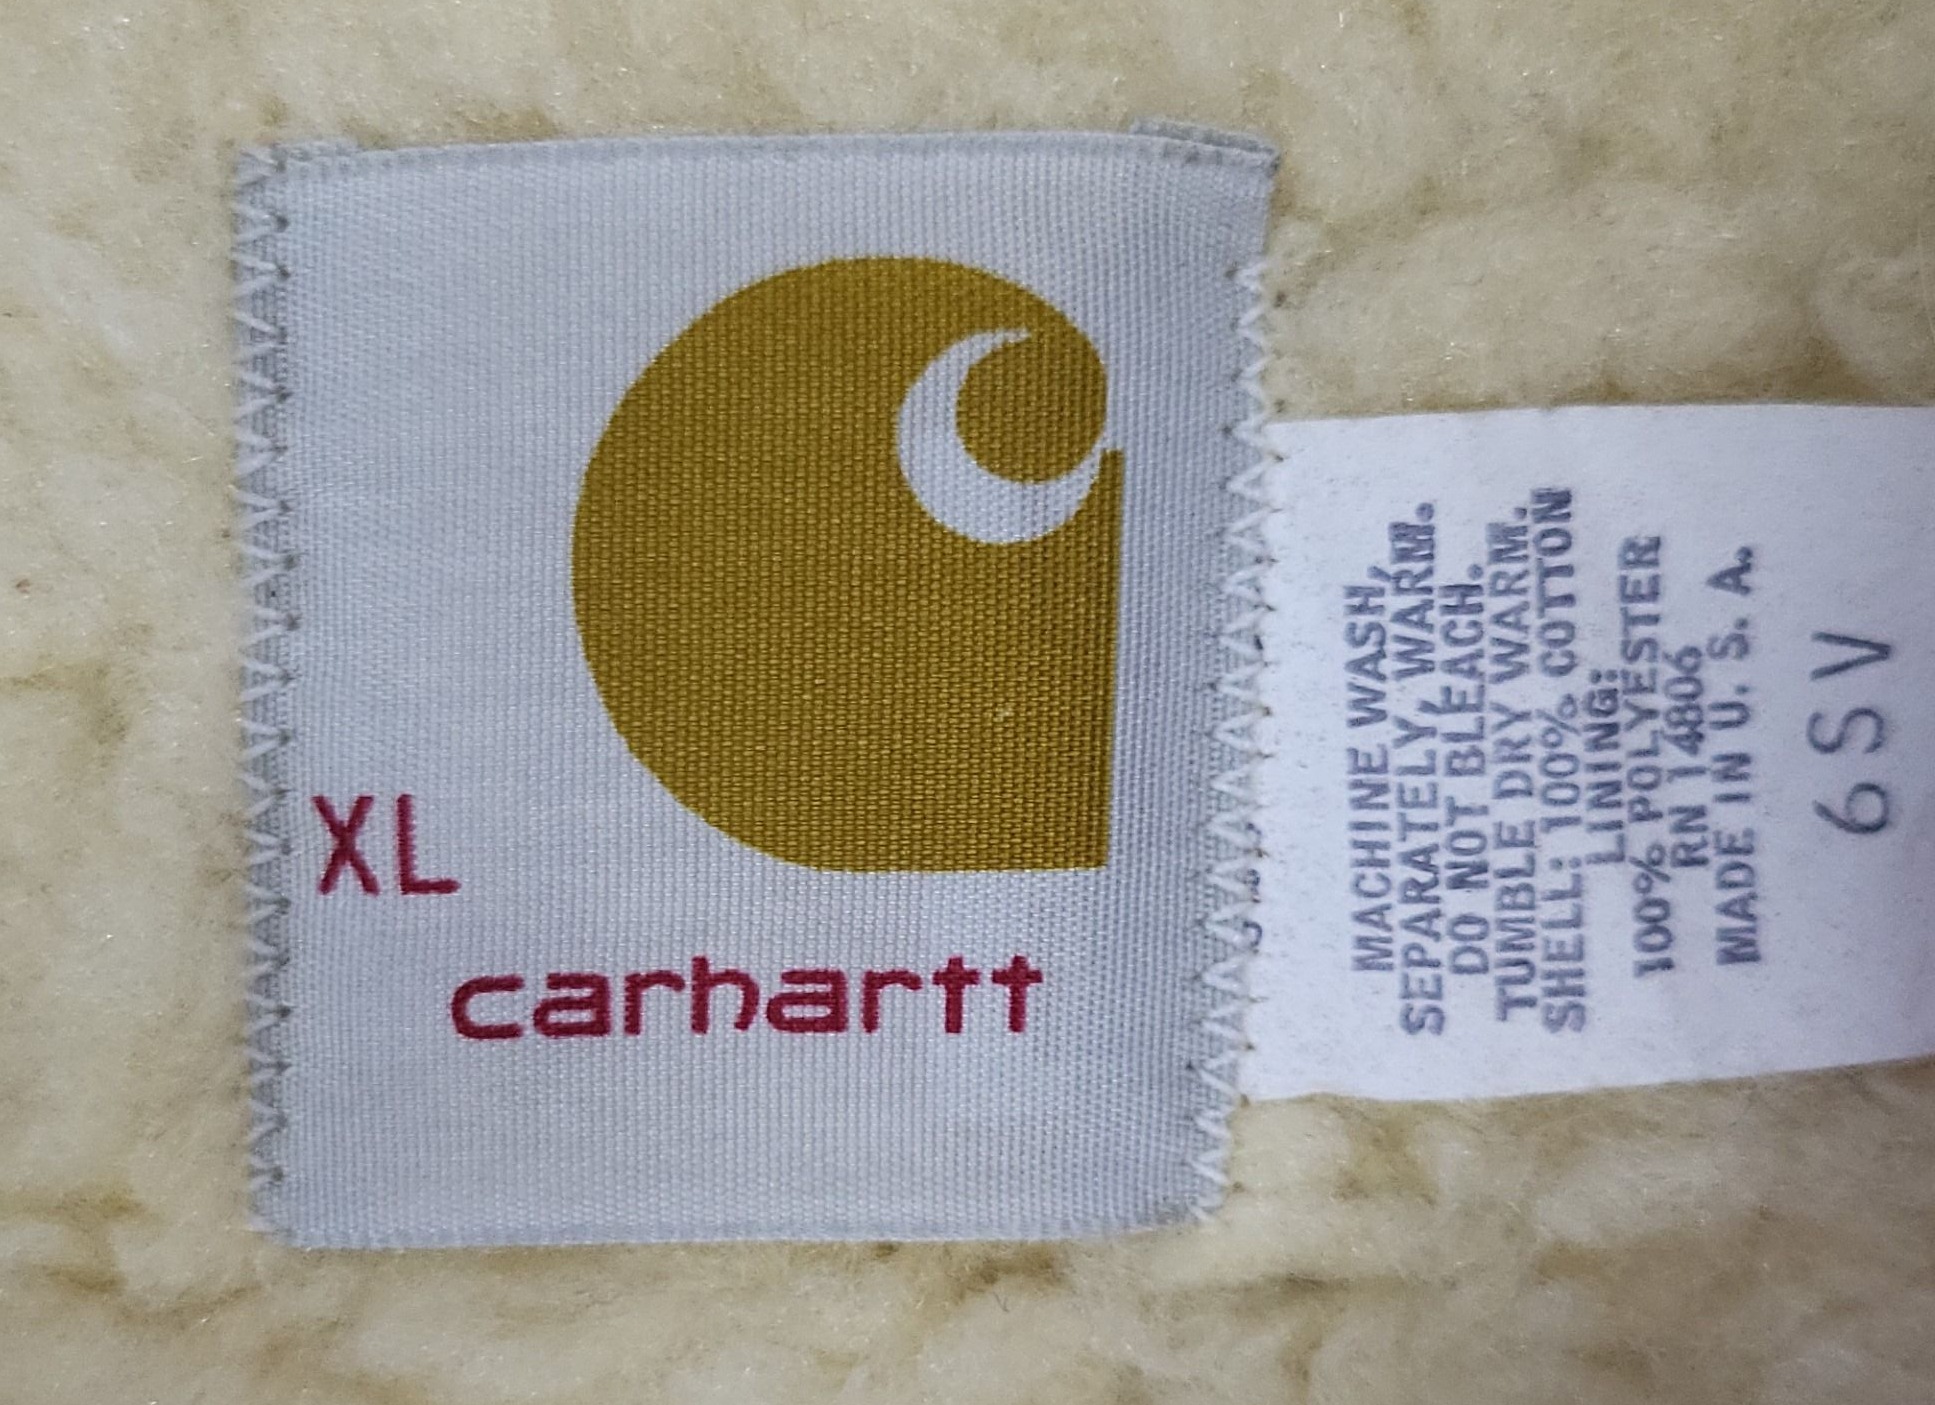 XL
carhartt
MACHINE WASH,
SEPARATELY, WARM.
DO NOT BLEACH.
TUMBLE DRY WARM.
SHELL: 100% COTTON
LINING:
100% POLYESTER
RN 14806
MADE IN U. S. A.
6 S V